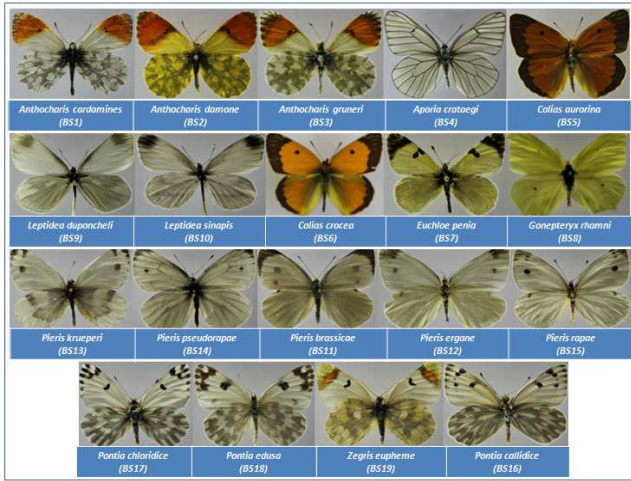 Anthocharis cardamines
(BS1)
Anthocharis damone
(BS2)
Anthocharis gruneri
(BS3)
Aporia crataegi
(BS4)
Colias aurorina
(BS5)
Leptidea duponcheli
(BS9)
Leptidea sinapis
(BS10)
Colias crocea
(BS6)
Euchloe penia
(BS7)
Gonepteryx rhamni
(BS8)
Pieris krueperi
(BS13)
Pieris pseudorapae
(BS14)
Pieris brassicae
(BS11)
Pieris ergane
(BS12)
Pieris rapae
(BS15)
Pontia chloridice
(BS17)
Pontia edusa
(BS18)
Zegris eupheme
(BS19)
Pontia callidice
(BS16)